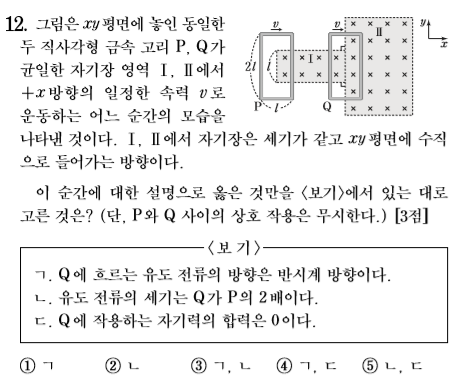 12. 그림은 xy평면에 놓인 동일한
두 직사각형 금속 고리 P, Q가
균일한 자기장 영역 Ⅰ, Ⅱ에서
+x방향의 일정한 속력 v로
운동하는 어느 순간의 모습을
나타낸 것이다. Ⅰ, Ⅱ에서 자기장은 세기가 같고 xy평면에 수직
으로 들어가는 방향이다.
v
v
Ⅱ
y
x
2l
l
Ⅰ
P
l
Q
이 순간에 대한 설명으로 옳은 것만을 〈보기〉에서 있는 대로
고른 것은? (단, P와 Q 사이의 상호 작용은 무시한다.) [3점]
〈보 기〉
ㄱ. Q에 흐르는 유도 전류의 방향은 반시계 방향이다.
ㄴ. 유도 전류의 세기는 Q가 P의 2배이다.
ㄷ. Q에 작용하는 자기력의 합력은 0이다.
① ㄱ ② ㄴ ③ ㄱ, ㄴ ④ ㄱ, ㄷ ⑤ ㄴ, ㄷ